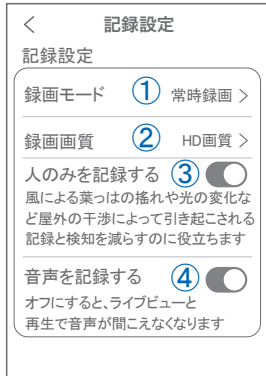 < 記録設定
記録設定
録画モード ① 常時録画 >
録画画質 ② HD画質 >
人のみを記録する ③
風による葉っはの搖れや光の変化な
ど屋外の干渉によって引き起こされる
記録と検知を減らすのに役立ちます
音声を記録する ④
オフにすると、ライブビューと
再生で音声が聞こえなくなります